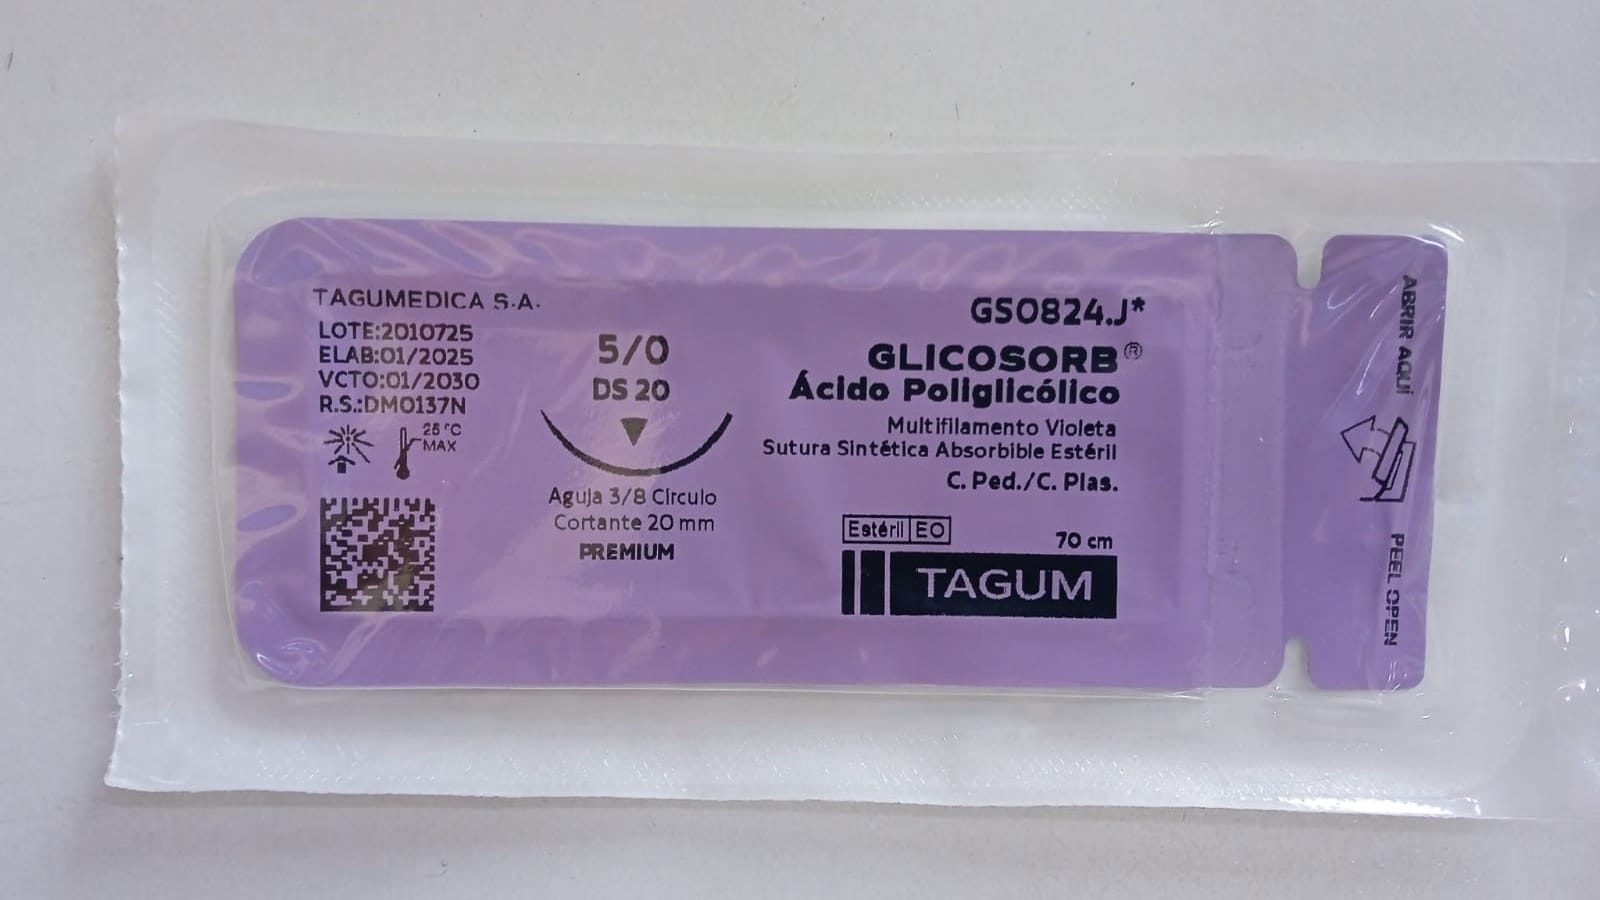 TAGUMEDICA S.A.
LOTE:2010725
ELAB:01/2025
VCTO:01/2030
R.S.:DM0137N
25 °C
MAX
5/0
DS 20
Aguja 3/8 Círculo
Cortante 20 mm
PREMIUM
GS0824.J*
GLICOSORB®
Ácido Poliglicólico
Multifilamento Violeta
Sutura Sintética Absorbible Estéril
C. Ped./C. Plas.
Estéril EO
70 cm
TAGUM
ABRIR AQUÍ
PEEL OPEN